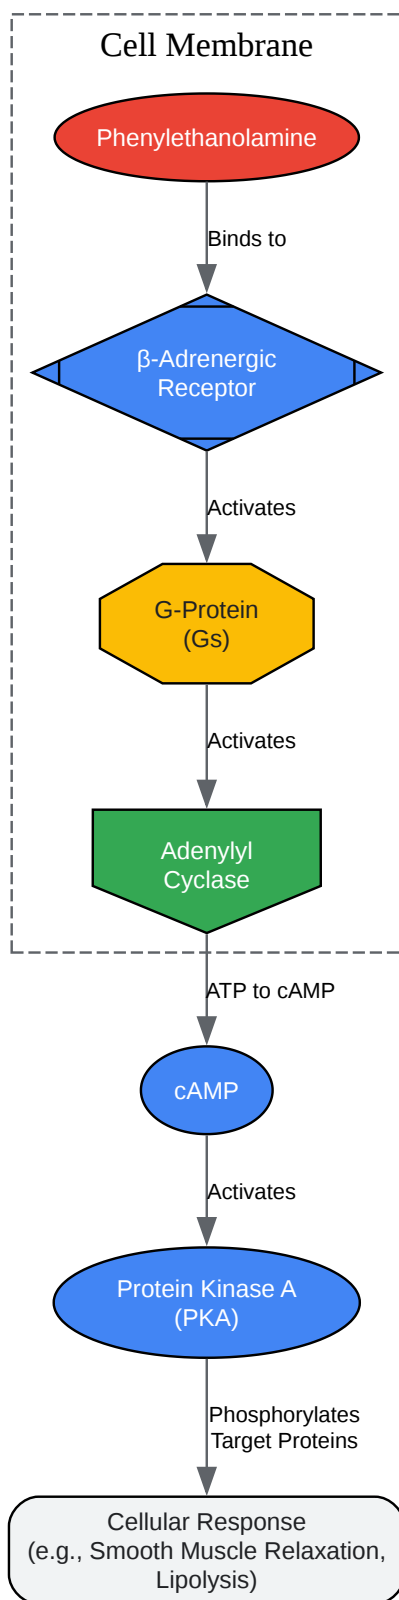 Cell Membrane
Phenylethanolamine
Binds to
β-Adrenergic
Receptor
Activates
G-Protein
(Gs)
Activates
Adenylyl
Cyclase
ATP to cAMP
cAMP
Activates
Protein Kinase A
(PKA)
Phosphorylates
Target Proteins
Cellular Response
(e.g., Smooth Muscle Relaxation,
Lipolysis)